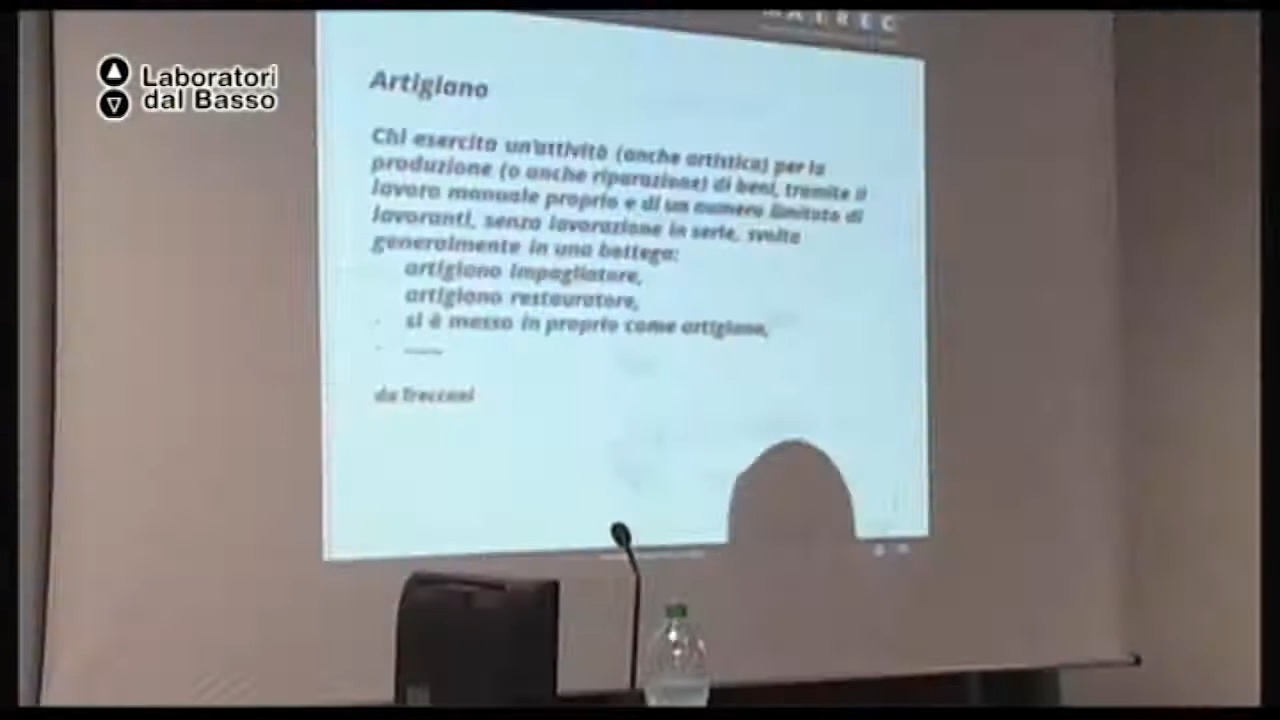 Laboratori
dal Basso
Artigiano
Chi esercita un'attività (anche artistica) per la
produzione (o anche riparazione) di beni, tramite il
lavoro manuale proprio e di un numero limitato di
lavoranti, senza lavorazione in serie, svolta
generalmente in una bottega:
artigiano impagliatore,
artigiano restauratore,
- si è messo in proprio come artigiano,
- ......
da Treccani